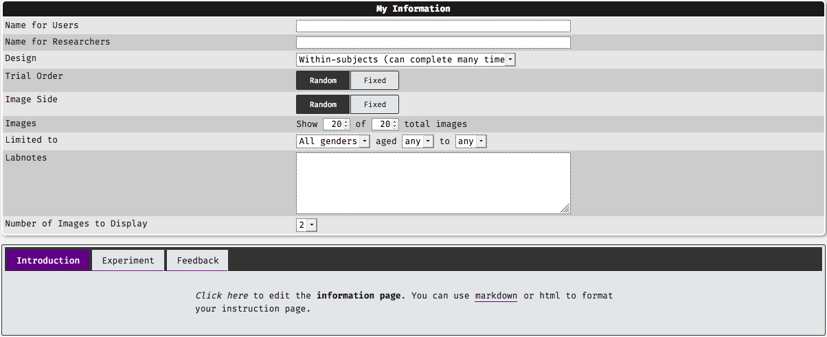 My Information
Name for Users
Name for Researchers
Design Within-subjects (can complete many time
Trial Order Random Fixed
Image Side Random Fixed
Images Show 20 of 20 total images
Limited to All genders aged any to any
Labnotes
Number of Images to Display 2
Introduction Experiment Feedback
Click here to edit the information page. You can use markdown or html to format
your instruction page.